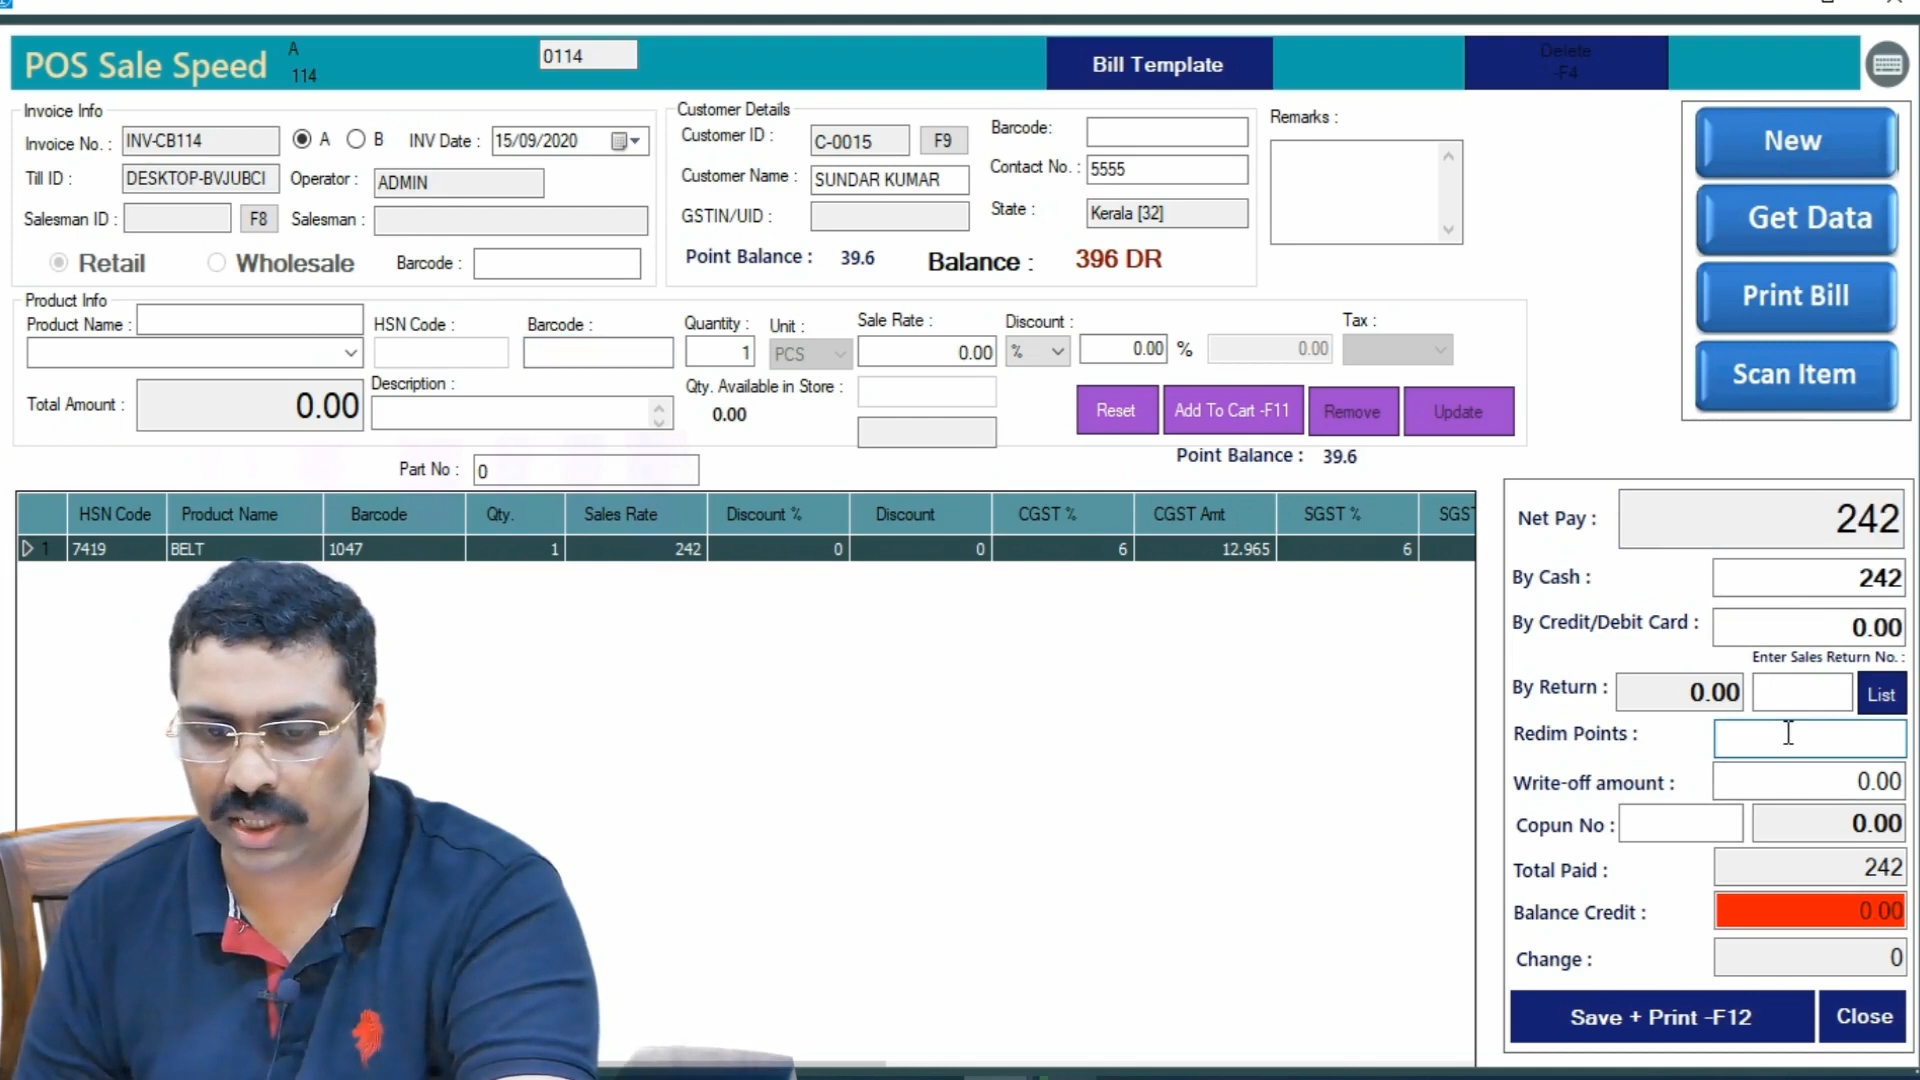 POS Sale Speed
A
114
0114
Bill Template
Delete
-F4
Invoice Info
Invoice No. : INV-CB114 A B INV Date : 15/09/2020
Till ID : DESKTOP-BVJUBCI Operator : ADMIN
Salesman ID : F8 Salesman :
Retail Wholesale Barcode :
Customer Details
Customer ID : C-0015 F9 Barcode:
Customer Name : SUNDAR KUMAR Contact No. : 5555
GSTIN/UID : State : Kerala [32]
Point Balance : 39.6 Balance : 396 DR
Remarks :
New
Get Data
Print Bill
Scan Item
Product Info
Product Name : HSN Code : Barcode : Quantity : Unit : Sale Rate : Discount : Tax :
1 PCS 0.00 % 0.00 % 0.00
Total Amount : 0.00 Description : Qty. Available in Store :
0.00
Reset Add To Cart -F11 Remove Update
Point Balance : 39.6
Part No : 0
HSN Code Product Name Barcode Qty. Sales Rate Discount % Discount CGST % CGST Amt SGST % SGST
1 7419 BELT 1047 1 242 0 0 6 12.965 6
Net Pay : 242
By Cash : 242
By Credit/Debit Card : 0.00
Enter Sales Return No. :
By Return : 0.00 List
Redim Points :
Write-off amount : 0.00
Copun No : 0.00
Total Paid : 242
Balance Credit : 0.00
Change : 0
Save + Print -F12 Close